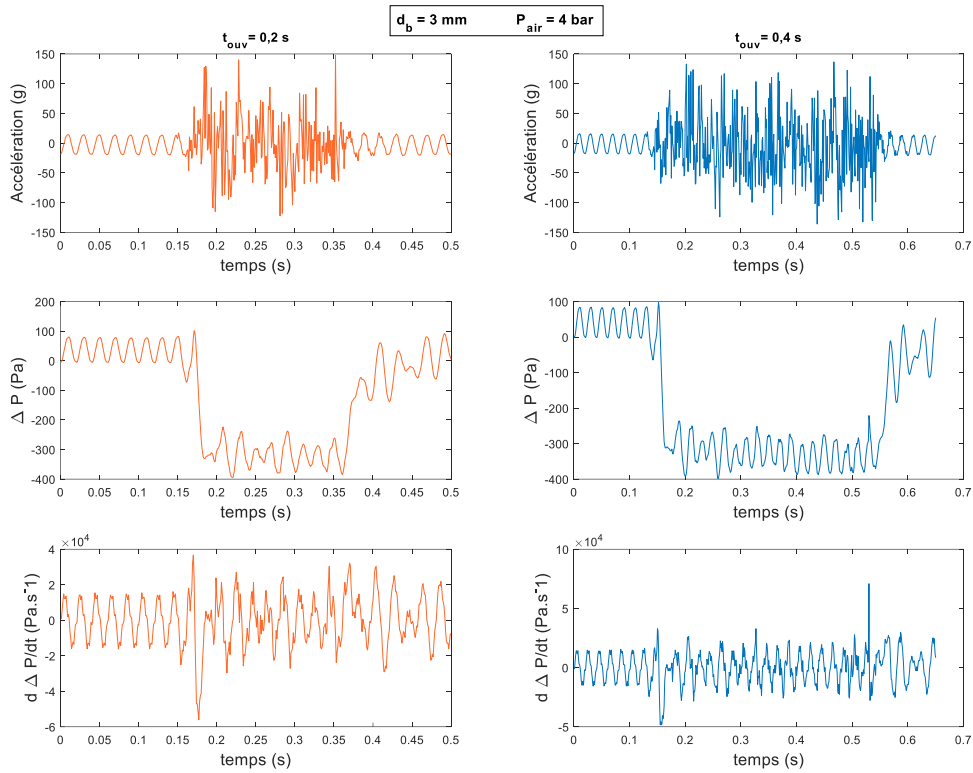 d_b = 3 mm P_air = 4 bar
t_ouv = 0,2 s
150
100
50
0
-50
-100
-150
Accélération (g)
0 0.05 0.1 0.15 0.2 0.25 0.3 0.35 0.4 0.45 0.5
temps (s)
t_ouv = 0,4 s
150
100
50
0
-50
-100
-150
Accélération (g)
0 0.1 0.2 0.3 0.4 0.5 0.6 0.7
temps (s)
200
100
0
-100
-200
-300
-400
Δ P (Pa)
0 0.05 0.1 0.15 0.2 0.25 0.3 0.35 0.4 0.45 0.5
temps (s)
100
0
-100
-200
-300
-400
Δ P (Pa)
0 0.1 0.2 0.3 0.4 0.5 0.6 0.7
temps (s)
×10⁴
4
2
0
-2
-4
-6
d Δ P/dt (Pa.s⁻1)
0 0.05 0.1 0.15 0.2 0.25 0.3 0.35 0.4 0.45 0.5
temps (s)
×10⁴
10
5
0
-5
d Δ P/dt (Pa.s⁻1)
0 0.1 0.2 0.3 0.4 0.5 0.6 0.7
temps (s)